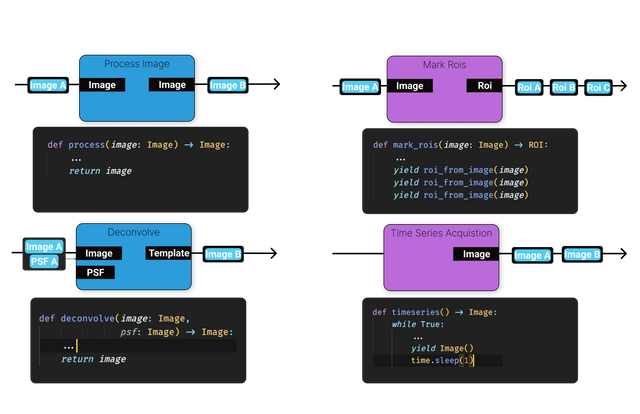 Process Image
Image A
Image
Image
Image B
def process(image: Image) → Image:
...
return image
Mark Rois
Image A
Image
Roi
Roi A
Roi B
Roi C
def mark_rois(image: Image) → ROI:
...
yield roi_from_image(image)
yield roi_from_image(image)
yield roi_from_image(image)
Deconvolve
Image A
PSF A
Image
Template
PSF
Image B
def deconvolve(image: Image,
psf: Image) → Image:
...
return image
Time Series Acquistion
Image
Image A
Image B
def timeseries() → Image:
while True:
...
yield Image()
time.sleep(1)